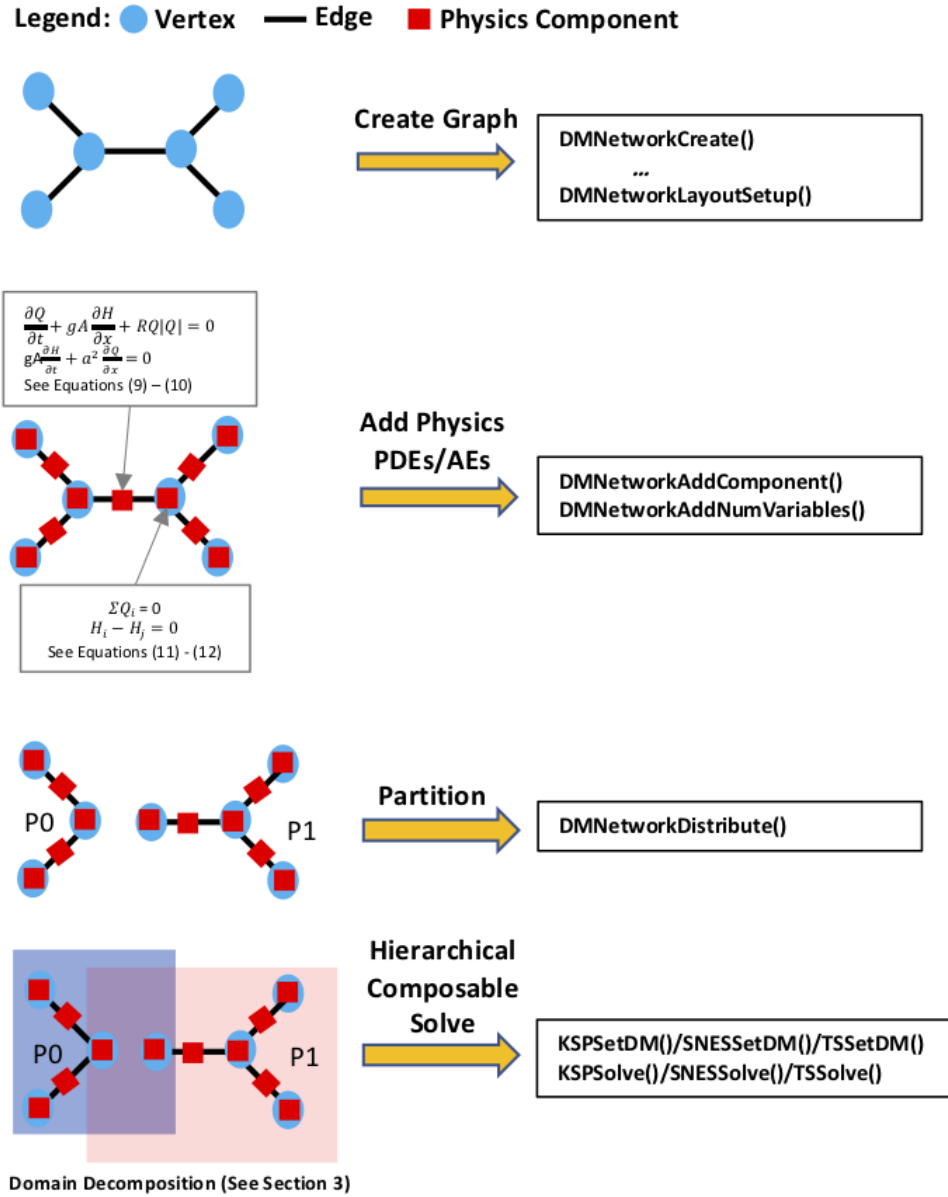 Legend: Vertex Edge Physics Component
Create Graph
DMNetworkCreate()
...
DMNetworkLayoutSetup()
∂Q/∂t + gA ∂H/∂x + RQ|Q| = 0
gA ∂H/∂t + a² ∂Q/∂x = 0
See Equations (9) – (10)
Add Physics
PDEs/AEs
DMNetworkAddComponent()
DMNetworkAddNumVariables()
ΣQᵢ = 0
Hᵢ − Hⱼ = 0
See Equations (11) - (12)
P0
P1
Partition
DMNetworkDistribute()
Hierarchical
Composable
Solve
P0
P1
KSPSetDM()/SNESSetDM()/TSSetDM()
KSPSolve()/SNESSolve()/TSSolve()
Domain Decomposition (See Section 3)